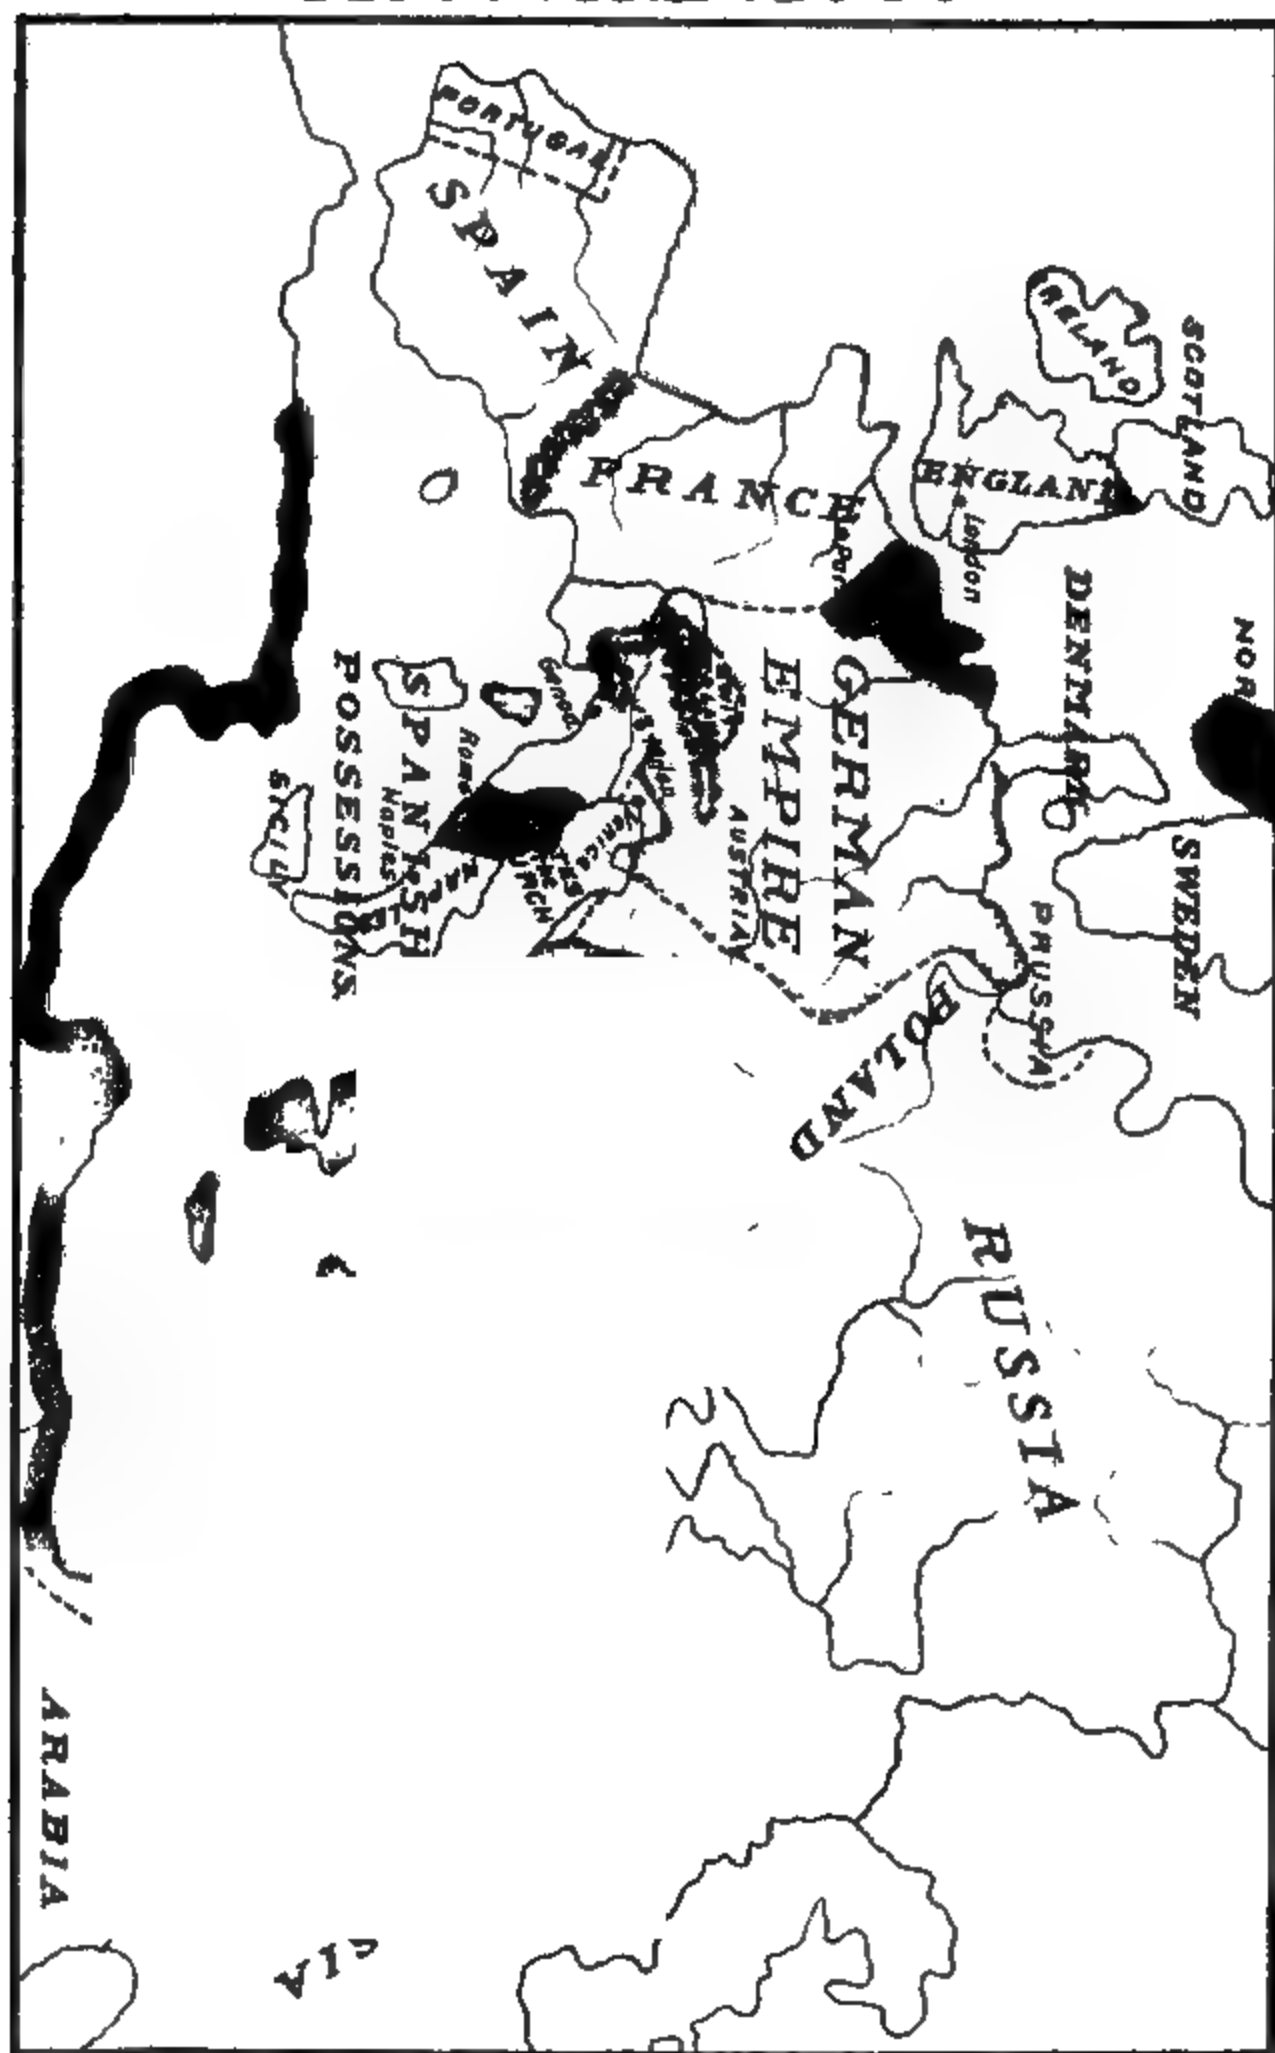 PORTUGAL
SPAIN
IRELAND
SCOTLAND
ENGLAND
London
FRANCE
DENMARK
NOR
SWEDEN
GERMAN
EMPIRE
AUSTRIA
PRUSSIA
POLAND
RUSSIA
Genoa
Venice
Rome
Naples
SPANISH
POSSESSIONS
SICILY
ARABIA